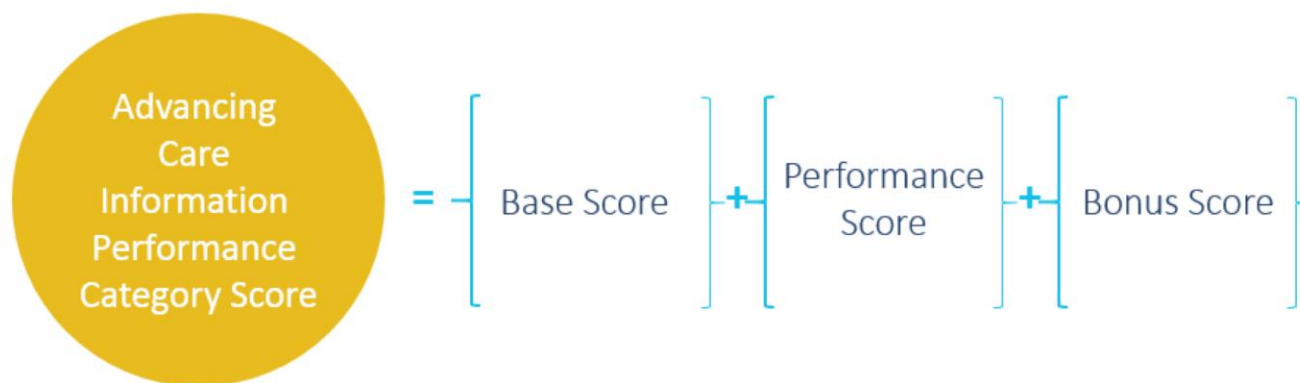 Advancing
Care
Information
Performance
Category Score
=
Base Score
+
Performance
Score
+
Bonus Score